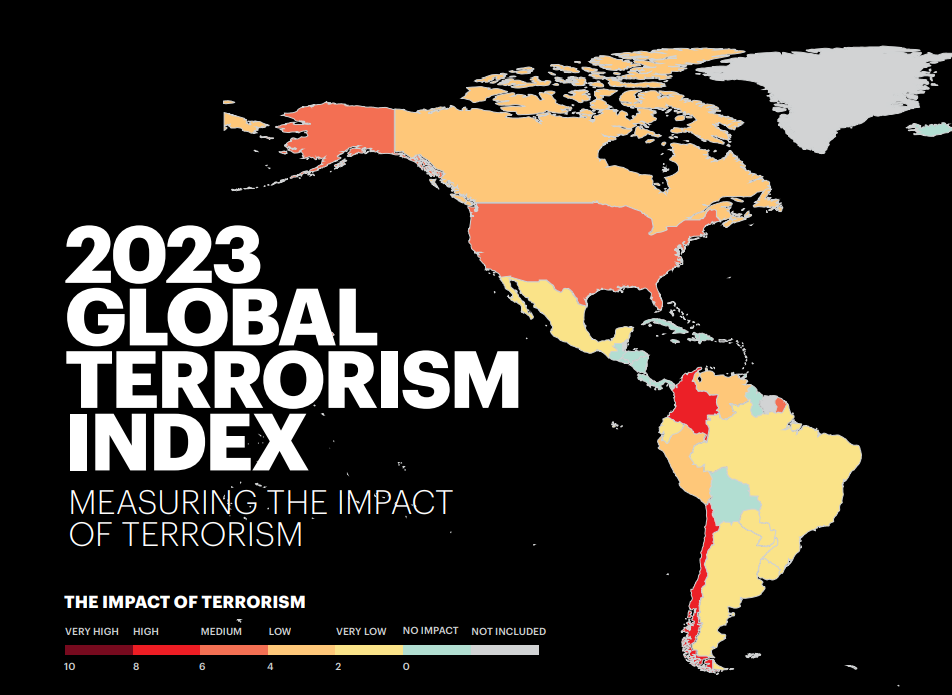 2023
GLOBAL
TERRORISM
INDEX
MEASURING THE IMPACT
OF TERRORISM
THE IMPACT OF TERRORISM
VERY HIGH HIGH MEDIUM LOW VERY LOW NO IMPACT NOT INCLUDED
10 8 6 4 2 0